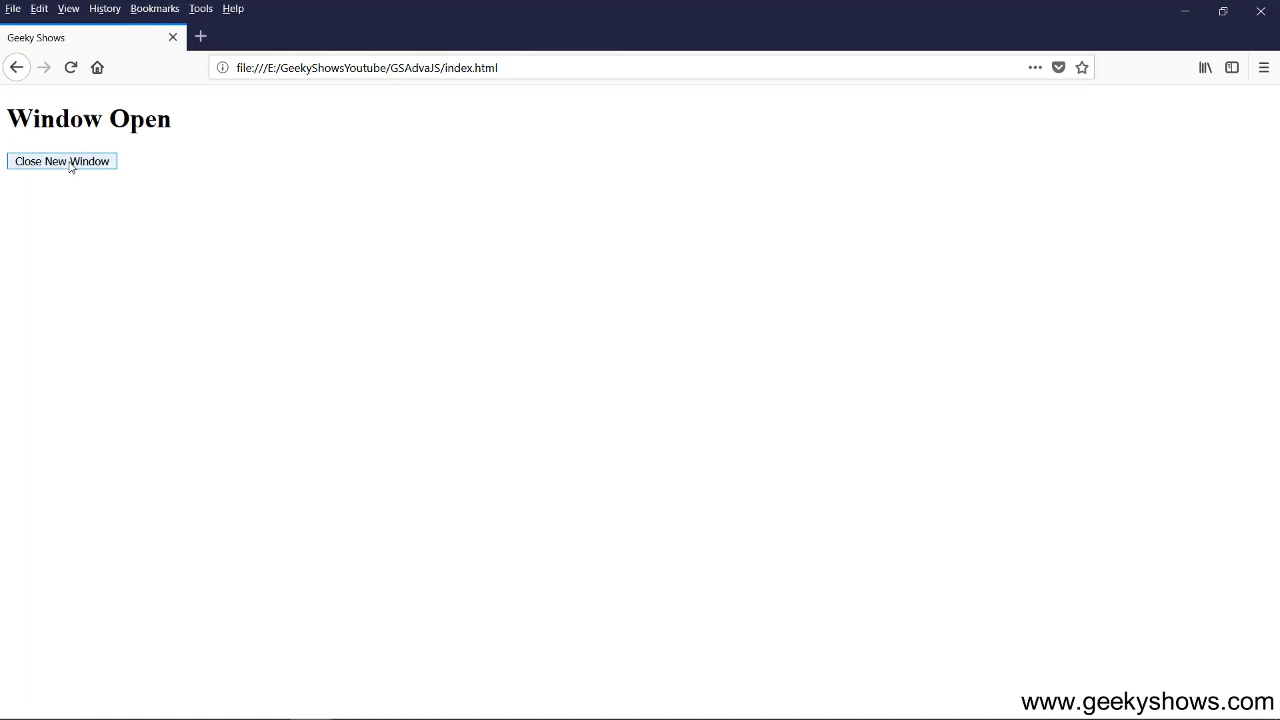 File Edit View History Bookmarks Tools Help
Geeky Shows
file:///E:/GeekyShowsYoutube/GSAdvaJS/index.html
Window Open
Close New Window
www.geekyshows.com